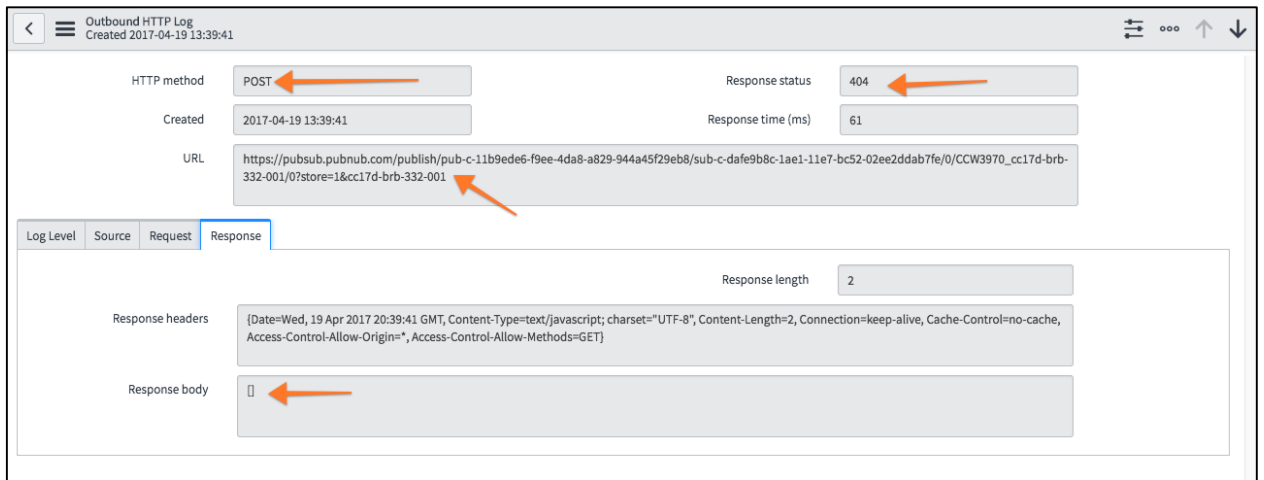 Outbound HTTP Log
Created 2017-04-19 13:39:41
HTTP method
POST
Response status
404
Created
2017-04-19 13:39:41
Response time (ms)
61
URL
https://pubsub.pubnub.com/publish/pub-c-11b9ede6-f9ee-4da8-a829-944a45f29eb8/sub-c-dafe9b8c-1ae1-11e7-bc52-02ee2ddab7fe/0/CCW3970_cc17d-brb-
332-001/0?store=1&cc17d-brb-332-001
Log Level
Source
Request
Response
Response length
2
Response headers
{Date=Wed, 19 Apr 2017 20:39:41 GMT, Content-Type=text/javascript; charset="UTF-8", Content-Length=2, Connection=keep-alive, Cache-Control=no-cache,
Access-Control-Allow-Origin=*, Access-Control-Allow-Methods=GET}
Response body
[]